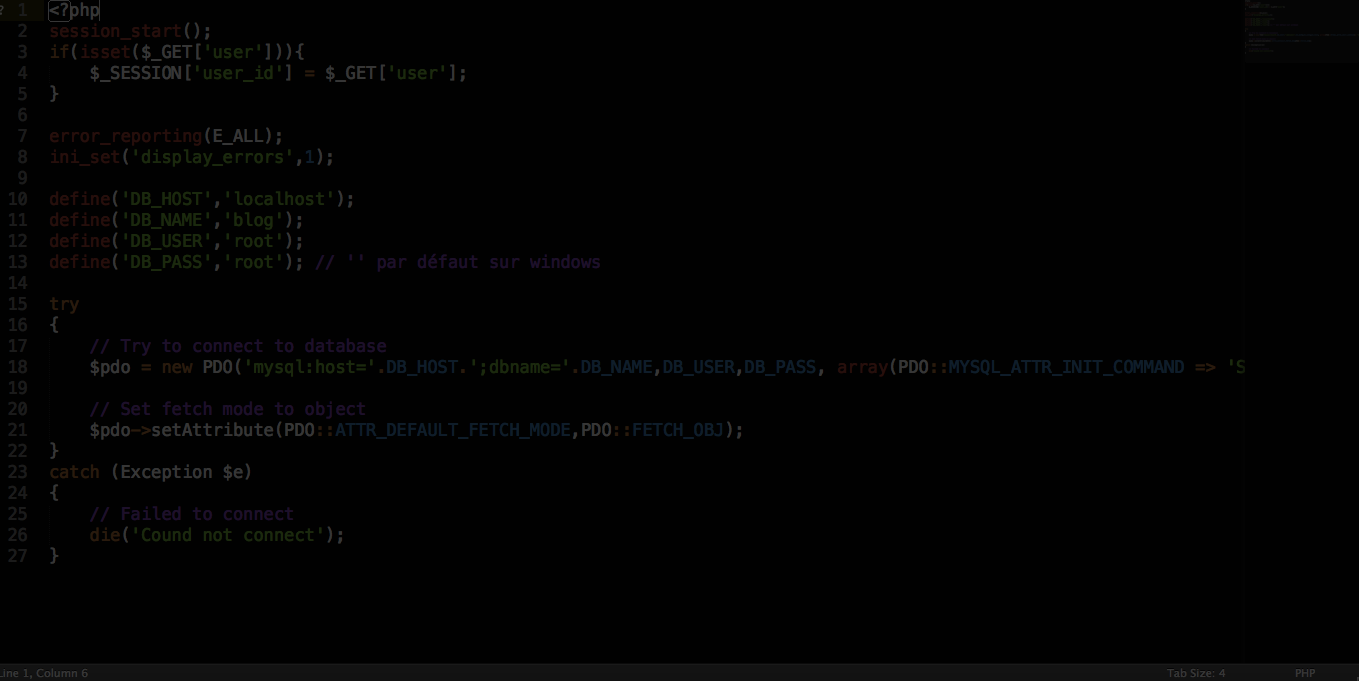 ? 1 <?php
2 session_start();
3 if(isset($_GET['user'])){
4     $_SESSION['user_id'] = $_GET['user'];
5 }
6
7 error_reporting(E_ALL);
8 ini_set('display_errors',1);
9
10 define('DB_HOST','localhost');
11 define('DB_NAME','blog');
12 define('DB_USER','root');
13 define('DB_PASS','root'); // '' par défaut sur windows
14
15 try
16 {
17     // Try to connect to database
18     $pdo = new PDO('mysql:host='.DB_HOST.';dbname='.DB_NAME,DB_USER,DB_PASS, array(PDO::MYSQL_ATTR_INIT_COMMAND => 'S
19
20     // Set fetch mode to object
21     $pdo->setAttribute(PDO::ATTR_DEFAULT_FETCH_MODE,PDO::FETCH_OBJ);
22 }
23 catch (Exception $e)
24 {
25     // Failed to connect
26     die('Cound not connect');
27 }
Line 1, Column 6 Tab Size: 4 PHP